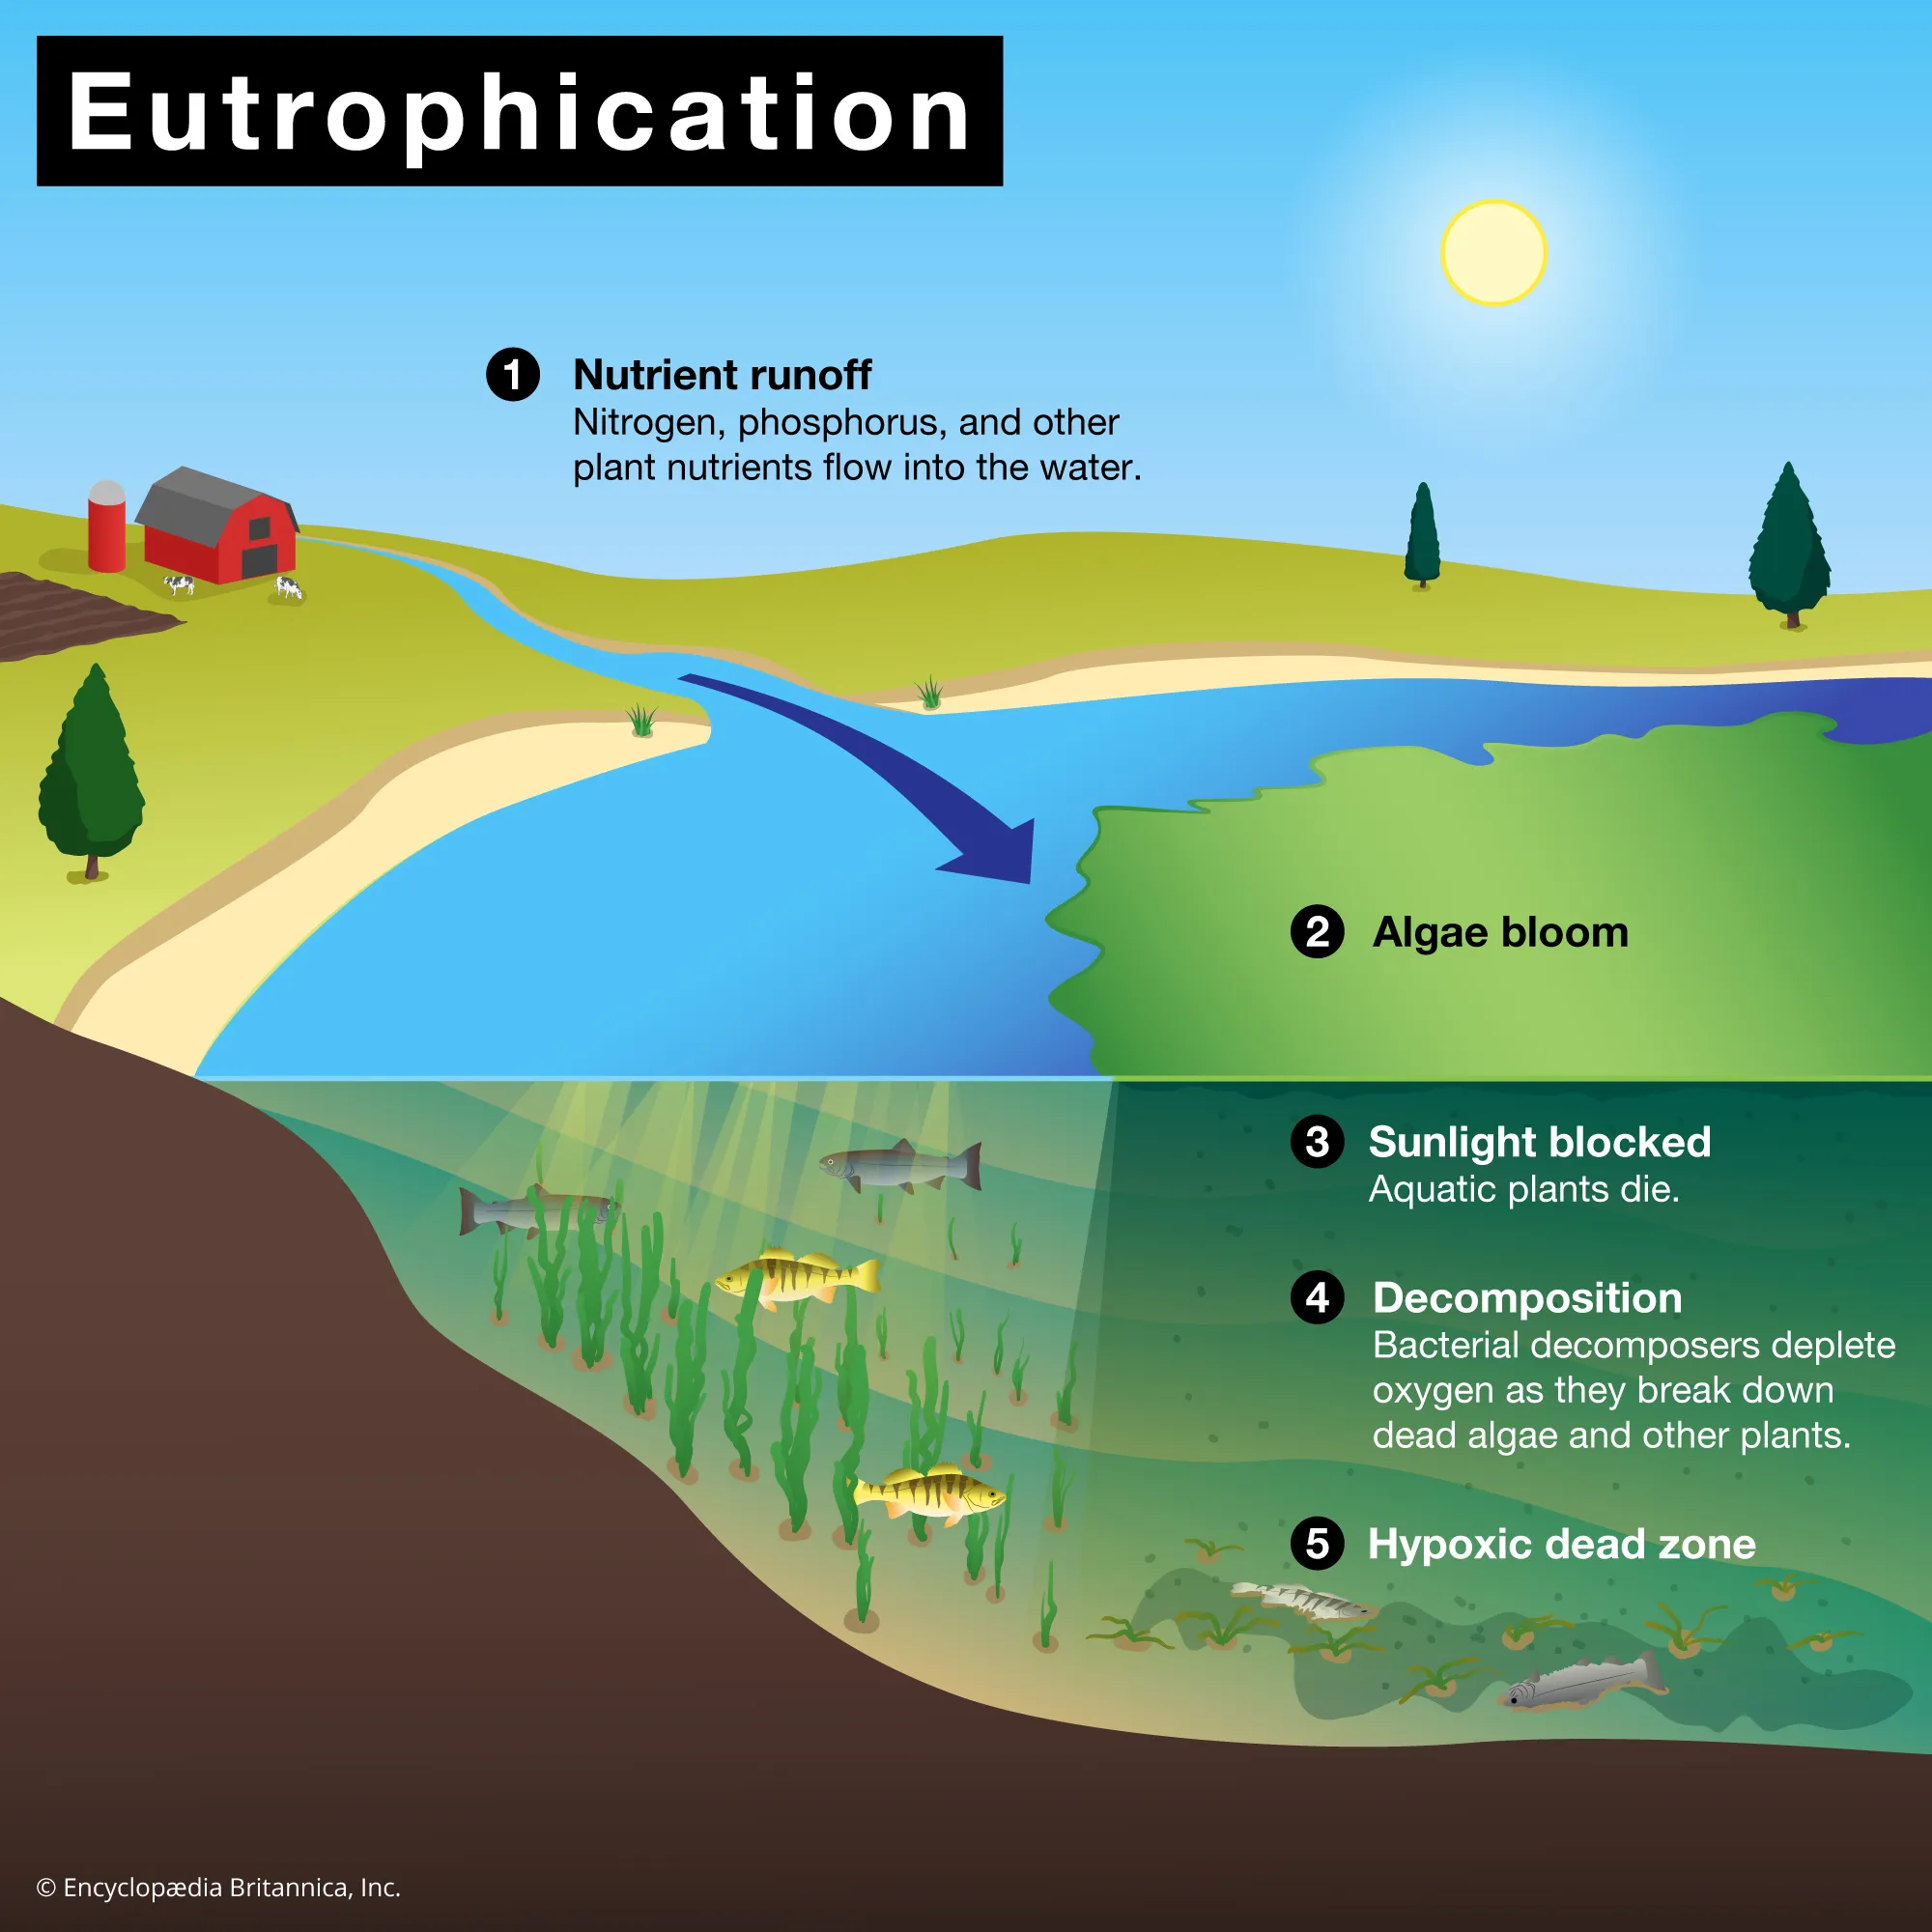 Eutrophication
1 Nutrient runoff
Nitrogen, phosphorus, and other
plant nutrients flow into the water.
2 Algae bloom
3 Sunlight blocked
Aquatic plants die.
4 Decomposition
Bacterial decomposers deplete
oxygen as they break down
dead algae and other plants.
5 Hypoxic dead zone
© Encyclopædia Britannica, Inc.